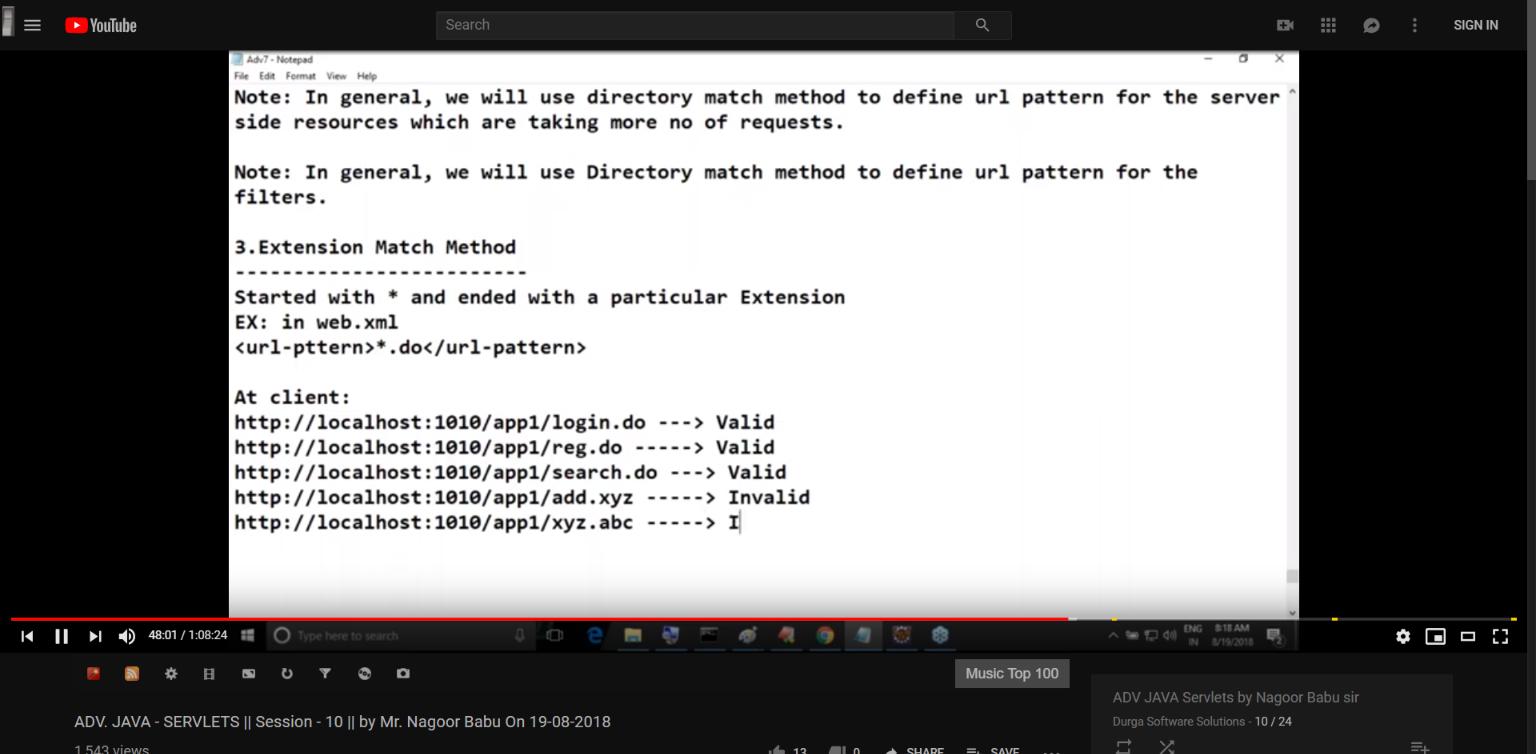 YouTube
Search
SIGN IN
Adv7 - Notepad
File Edit Format View Help
Note: In general, we will use directory match method to define url pattern for the server
side resources which are taking more no of requests.
Note: In general, we will use Directory match method to define url pattern for the
filters.
3.Extension Match Method
-------------------------
Started with * and ended with a particular Extension
EX: in web.xml
<url-pttern>*.do</url-pattern>
At client:
http://localhost:1010/app1/login.do ---> Valid
http://localhost:1010/app1/reg.do -----> Valid
http://localhost:1010/app1/search.do ---> Valid
http://localhost:1010/app1/add.xyz -----> Invalid
http://localhost:1010/app1/xyz.abc -----> I
48:01 / 1:08:24
Type here to search
ENG
IN
8:18 AM
8/19/2018
Music Top 100
ADV. JAVA - SERVLETS || Session - 10 || by Mr. Nagoor Babu On 19-08-2018
1,543 views
13
0
SHARE
SAVE
ADV JAVA Servlets by Nagoor Babu sir
Durga Software Solutions - 10 / 24